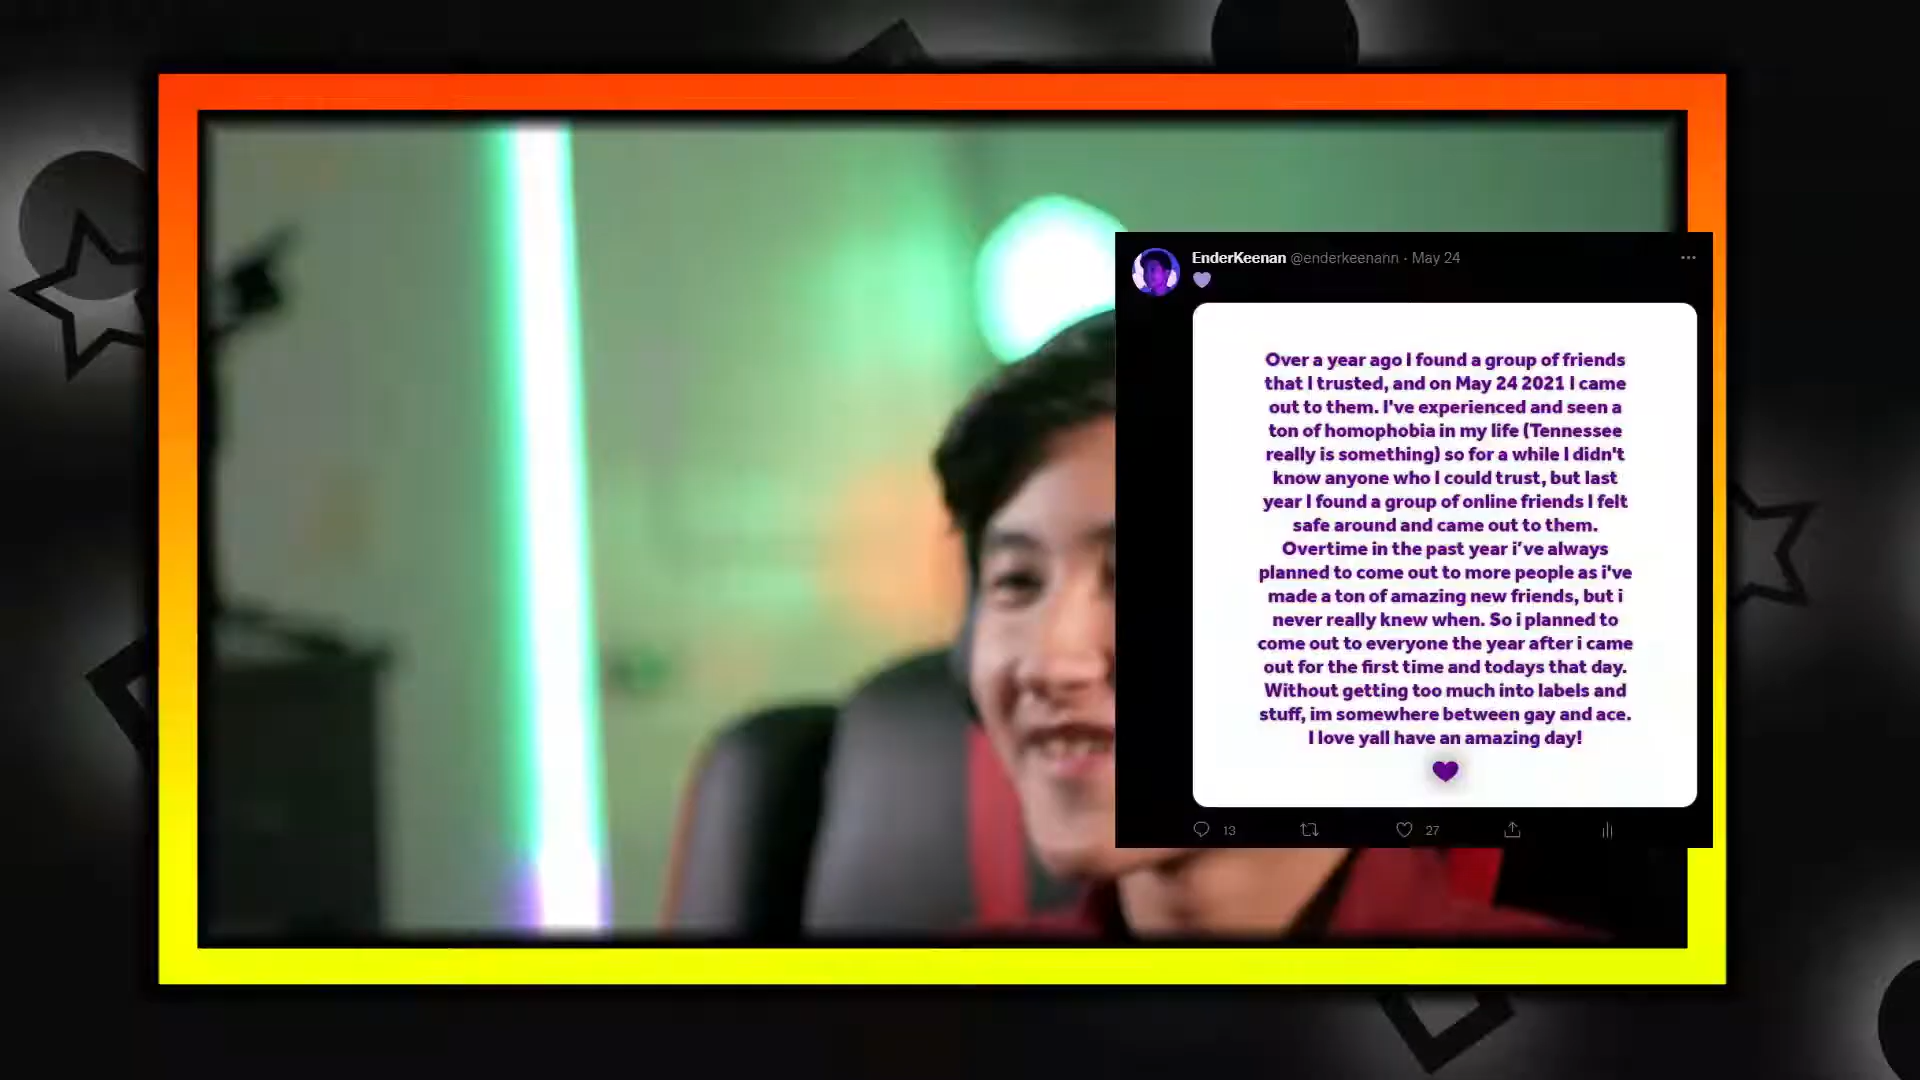 EnderKeenan @enderkeenann · May 24
💜
Over a year ago I found a group of friends
that I trusted, and on May 24 2021 I came
out to them. I've experienced and seen a
ton of homophobia in my life (Tennessee
really is something) so for a while I didn't
know anyone who I could trust, but last
year I found a group of online friends I felt
safe around and came out to them.
Overtime in the past year i've always
planned to come out to more people as i've
made a ton of amazing new friends, but i
never really knew when. So i planned to
come out to everyone the year after i came
out for the first time and todays that day.
Without getting too much into labels and
stuff, im somewhere between gay and ace.
I love yall have an amazing day!
💜
13 27